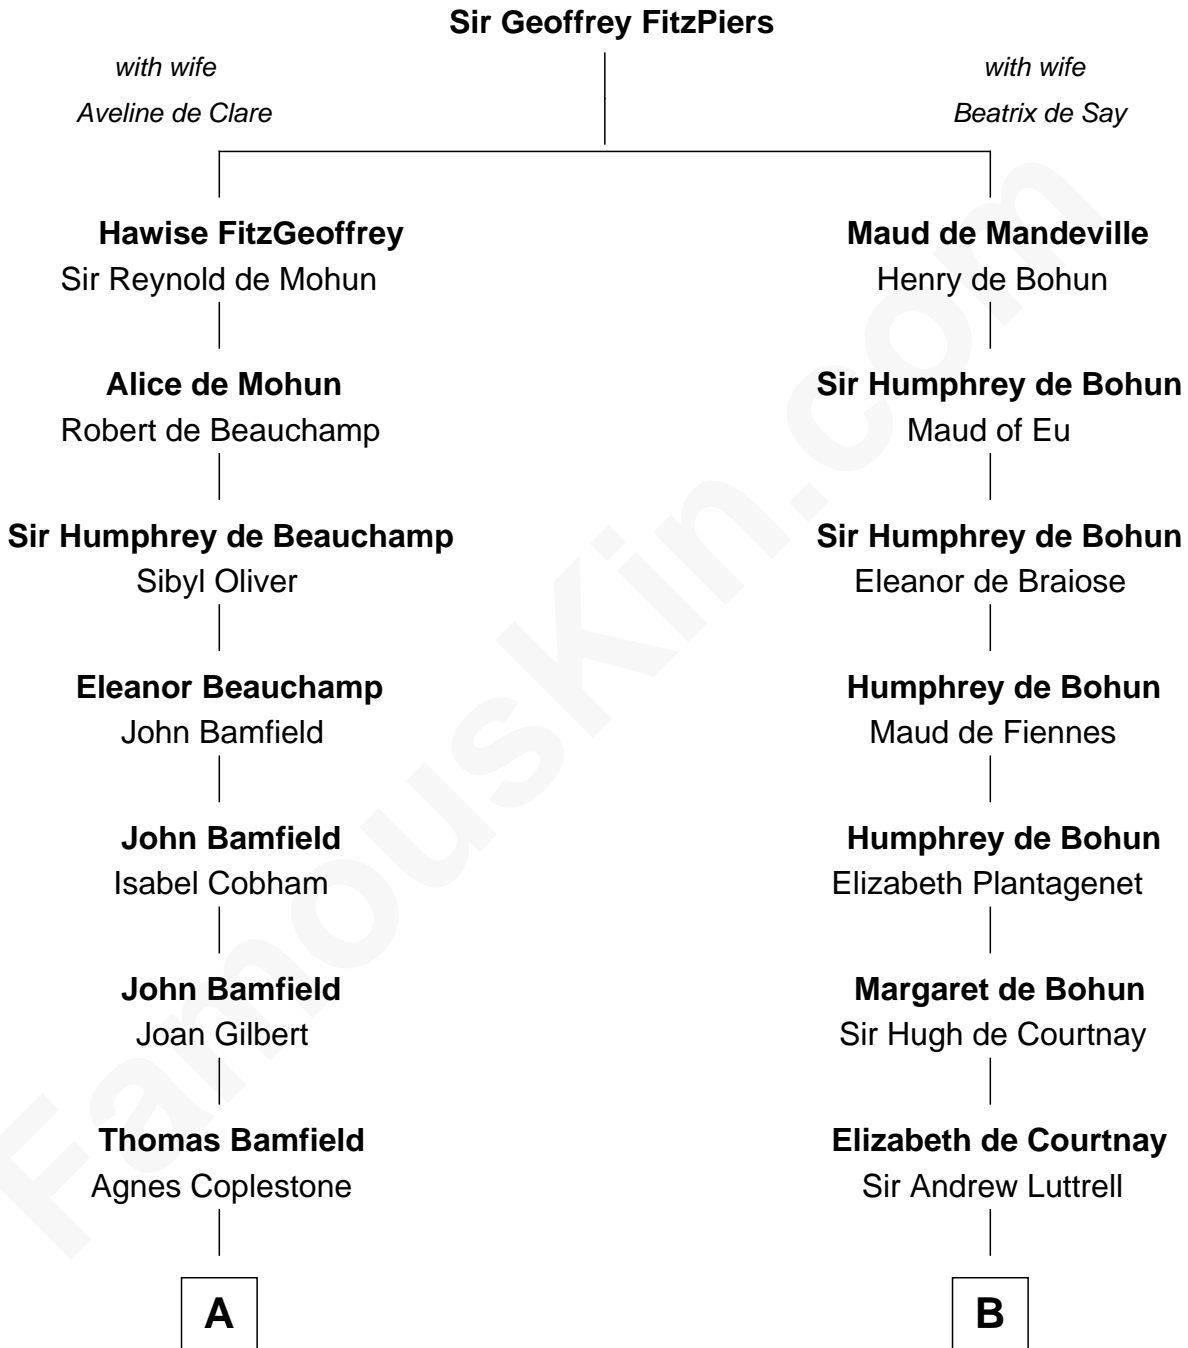 Sir Geoffrey FitzPiers
with wife
Aveline de Clare
with wife
Beatrix de Say
Hawise FitzGeoffrey
Sir Reynold de Mohun
Maud de Mandeville
Henry de Bohun
Alice de Mohun
Robert de Beauchamp
Sir Humphrey de Bohun
Maud of Eu
Sir Humphrey de Beauchamp
Sibyl Oliver
Sir Humphrey de Bohun
Eleanor de Braiose
Eleanor Beauchamp
John Bamfield
Humphrey de Bohun
Maud de Fiennes
John Bamfield
Isabel Cobham
Humphrey de Bohun
Elizabeth Plantagenet
John Bamfield
Joan Gilbert
Margaret de Bohun
Sir Hugh de Courtnay
Thomas Bamfield
Agnes Coplestone
Elizabeth de Courtnay
Sir Andrew Luttrell
A
B
FamousKin.com